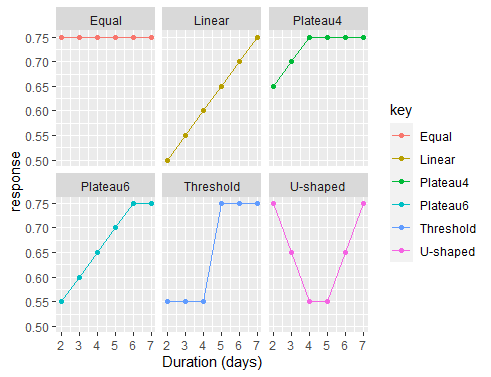 Equal Linear Plateau4
0.75
0.70
0.65
0.60
0.55
0.50
Plateau6 Threshold U-shaped
0.75
0.70
0.65
0.60
0.55
0.50
2 3 4 5 6 7 2 3 4 5 6 7 2 3 4 5 6 7
Duration (days)
response
key
Equal
Linear
Plateau4
Plateau6
Threshold
U-shaped